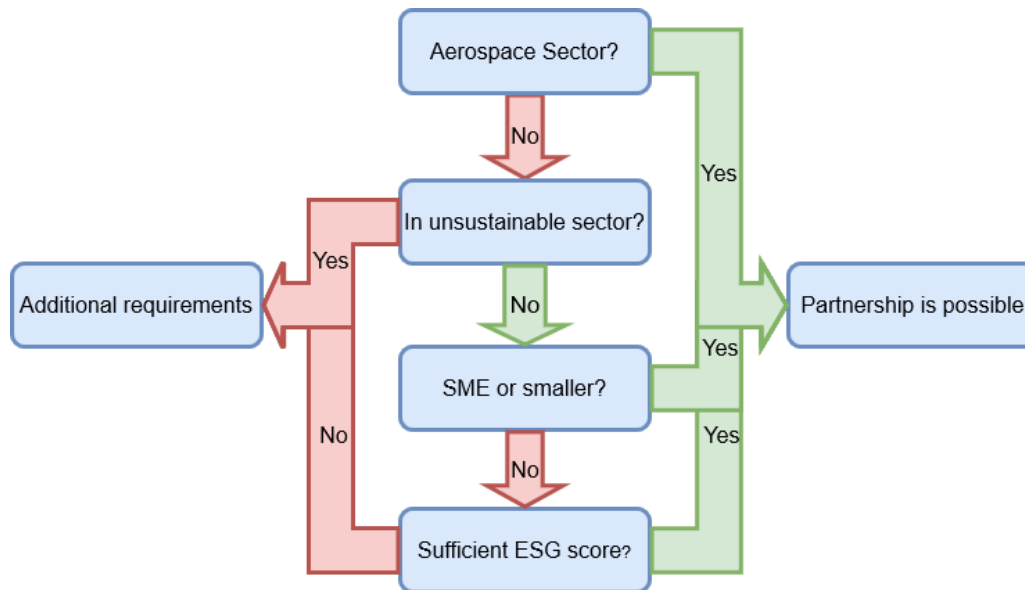 Aerospace Sector?
No
Yes
In unsustainable sector?
Yes
Additional requirements
No
Partnership is possible
Yes
SME or smaller?
No
Yes
No
Sufficient ESG score?